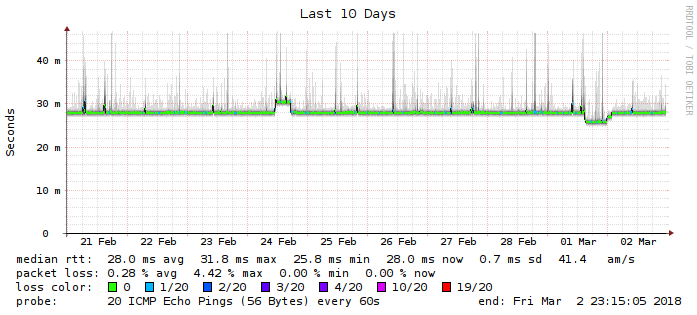 Last 10 Days
RRDTOOL / TOBI OETIKER
Seconds
40 m
30 m
20 m
10 m
0
21 Feb 22 Feb 23 Feb 24 Feb 25 Feb 26 Feb 27 Feb 28 Feb 01 Mar 02 Mar
median rtt: 28.0 ms avg 31.8 ms max 25.8 ms min 28.0 ms now 0.7 ms sd 41.4 am/s
packet loss: 0.28 % avg 4.42 % max 0.00 % min 0.00 % now
loss color: 0 1/20 2/20 3/20 4/20 10/20 19/20
probe: 20 ICMP Echo Pings (56 Bytes) every 60s end: Fri Mar 2 23:15:05 2018